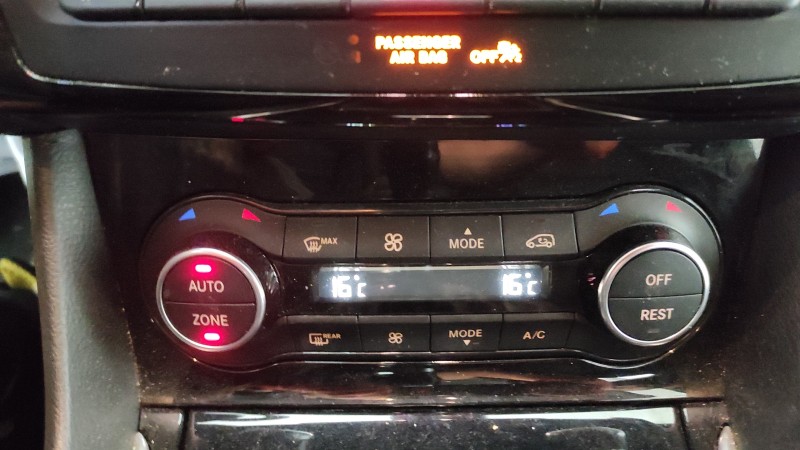 PASSENGER
AIR BAG OFF
MAX
MODE
AUTO
16°C
16°C
OFF
ZONE
REST
REAR
MODE
A/C